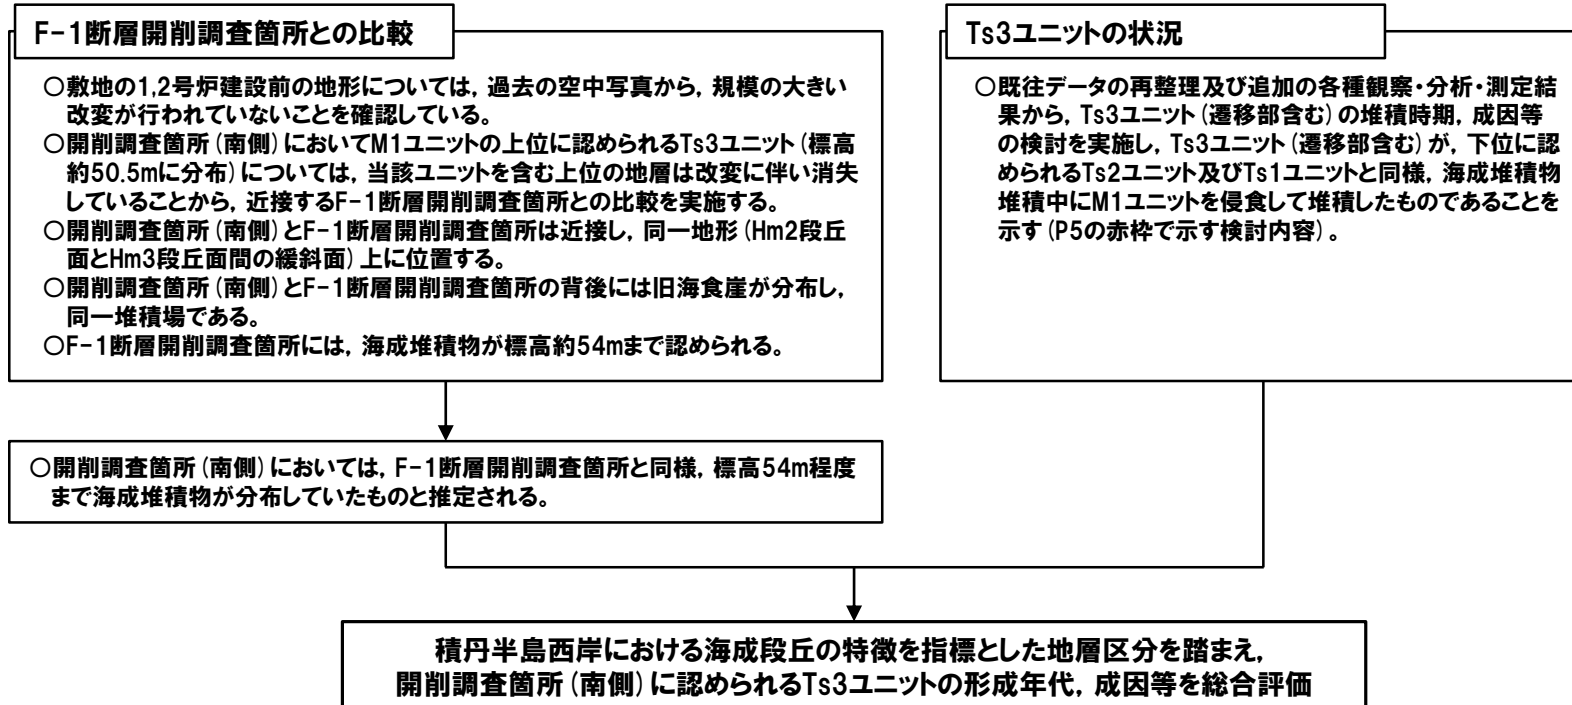 F-1断層開削調査箇所との比較
○敷地の1,2号炉建設前の地形については,過去の空中写真から,規模の大きい
改変が行われていないことを確認している。
○開削調査箇所(南側)においてM1ユニットの上位に認められるTs3ユニット(標高
約50.5mに分布)については,当該ユニットを含む上位の地層は改変に伴い消失
していることから,近接するF-1断層開削調査箇所との比較を実施する。
○開削調査箇所(南側)とF-1断層開削調査箇所は近接し,同一地形(Hm2段丘
面とHm3段丘面間の緩斜面)上に位置する。
○開削調査箇所(南側)とF-1断層開削調査箇所の背後には旧海食崖が分布し,
同一堆積場である。
○F-1断層開削調査箇所には,海成堆積物が標高約54mまで認められる。
○開削調査箇所(南側)においては,F-1断層開削調査箇所と同様,標高54m程度
まで海成堆積物が分布していたものと推定される。
Ts3ユニットの状況
○既往データの再整理及び追加の各種観察・分析・測定結
果から,Ts3ユニット(遷移部含む)の堆積時期,成因等
の検討を実施し,Ts3ユニット(遷移部含む)が,下位に認
められるTs2ユニット及びTs1ユニットと同様,海成堆積物
堆積中にM1ユニットを侵食して堆積したものであることを
示す(P5の赤枠で示す検討内容)。
積丹半島西岸における海成段丘の特徴を指標とした地層区分を踏まえ,
開削調査箇所(南側)に認められるTs3ユニットの形成年代,成因等を総合評価